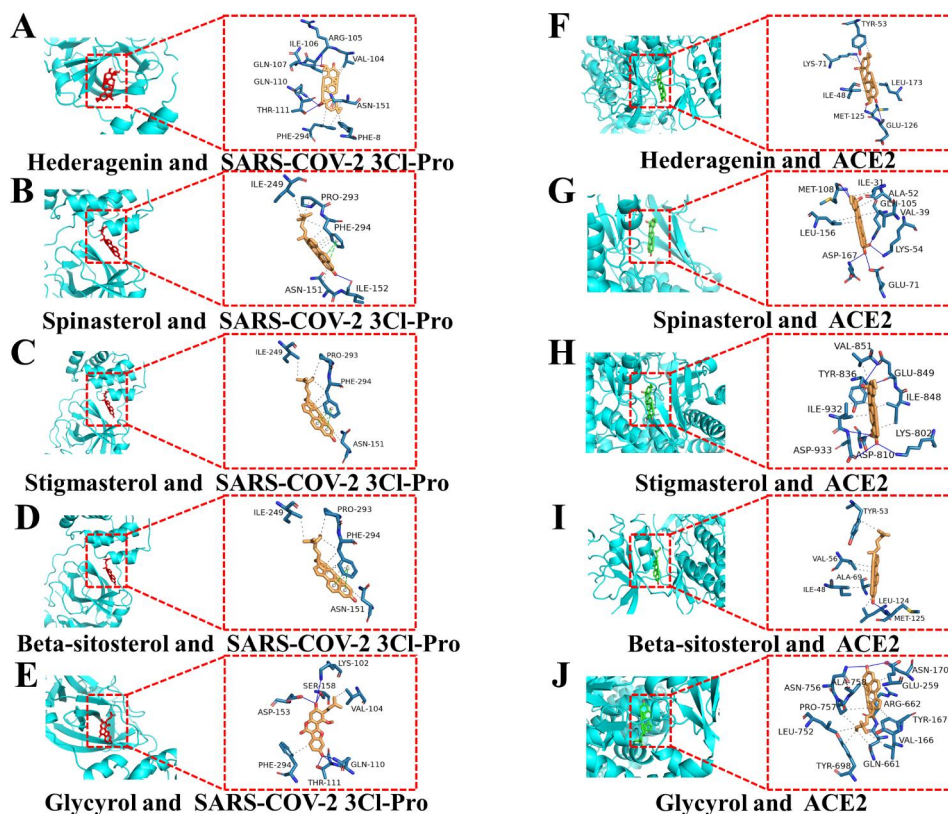 A
ARG-105
ILE-106
VAL-104
GLN-107
GLN-110
ASN-151
THR-111
PHE-294
PHE-8
Hederagenin and SARS-COV-2 3Cl-Pro
B
ILE-249
PRO-293
PHE-294
ASN-151
ILE-152
Spinasterol and SARS-COV-2 3Cl-Pro
C
ILE-249
PRO-293
PHE-294
ASN-151
Stigmasterol and SARS-COV-2 3Cl-Pro
D
ILE-249
PRO-293
PHE-294
ASN-151
Beta-sitosterol and SARS-COV-2 3Cl-Pro
E
LYS-102
SER-158
ASP-153
VAL-104
PHE-294
GLN-110
THR-111
Glycyrol and SARS-COV-2 3Cl-Pro
F
TYR-53
LYS-71
LEU-173
ILE-48
MET-125
GLU-126
Hederagenin and ACE2
G
MET-108
ILE-31
ALA-52
GLN-105
VAL-39
LEU-156
LYS-54
ASP-167
GLU-71
Spinasterol and ACE2
H
VAL-851
TYR-836
GLU-849
ILE-848
ILE-932
LYS-802
ASP-933
ASP-810
Stigmasterol and ACE2
I
TYR-53
VAL-56
ALA-69
ILE-48
LEU-124
MET-125
Beta-sitosterol and ACE2
J
ASN-170
ALA-758
GLU-259
ASN-756
ARG-662
PRO-757
TYR-167
LEU-752
VAL-166
GLN-661
TYR-698
Glycyrol and ACE2